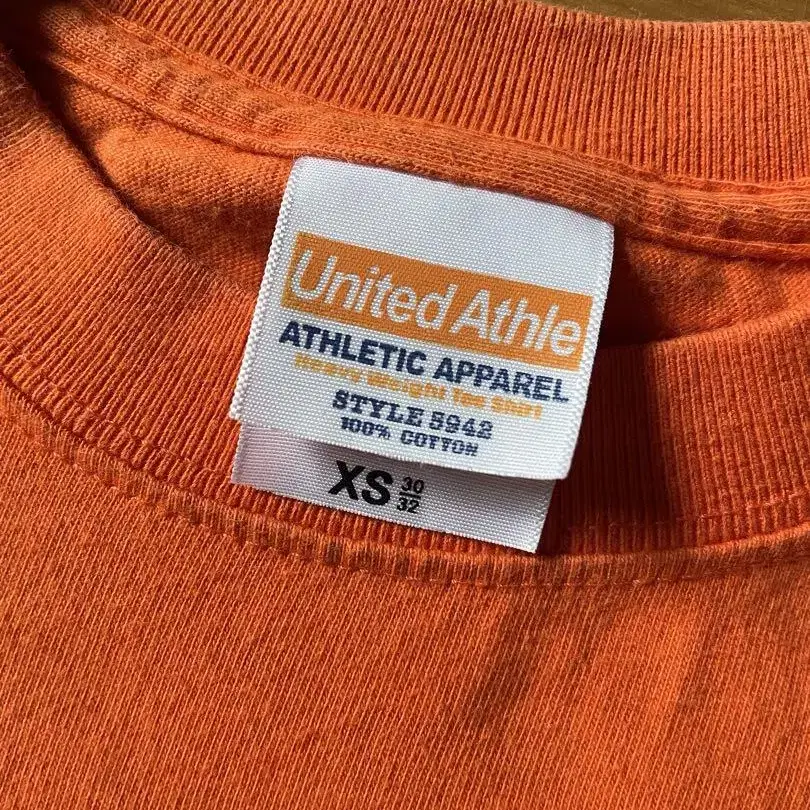 United Athle
ATHLETIC APPAREL
Heavy Weight Tee Shirt
STYLE 5942
100% COTTON
XS 30/32